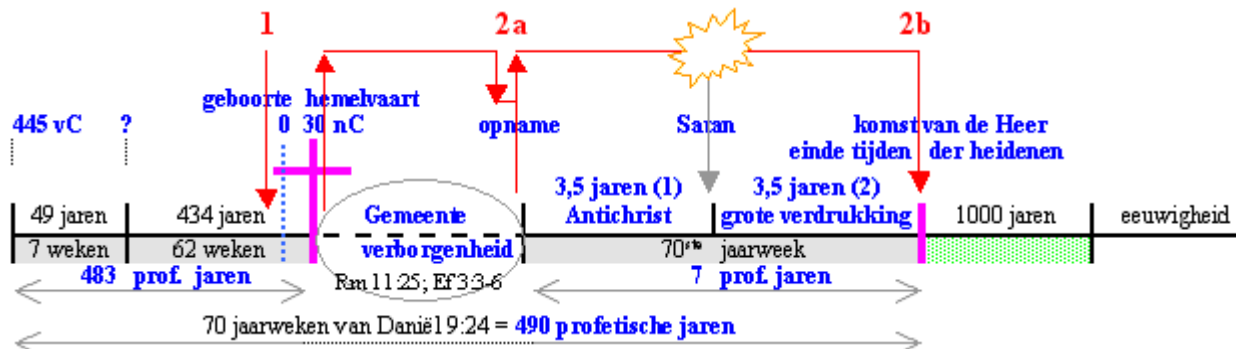 1 2a 2b
geboorte hemelvaart
445 vC ? 0 30 nC opname Satan komst van de Heer
einde tijden der heidenen
3,5 jaren (1) 3,5 jaren (2)
49 jaren 434 jaren Gemeente Antichrist grote verdrukking 1000 jaren eeuwigheid
7 weken 62 weken verborgenheid 70ste jaarweek
483 prof. jaren Rm 11:25; Ef 3:3-6 7 prof. jaren
70 jaarweken van Daniël 9:24 = 490 profetische jaren